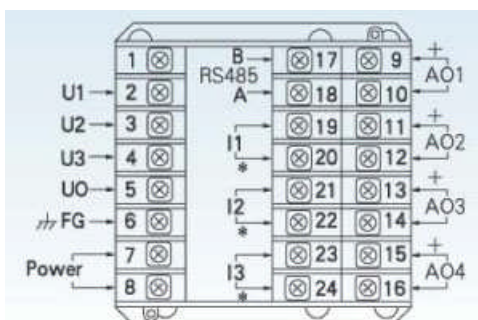 1 B 17 9 +
RS485 AO1
U1 2 A 18 10
U2 3 19 11 +
I1 AO2
U3 4 * 20 12
U0 5 21 13 +
I2 AO3
FG 6 * 22 14
7 23 15 +
Power I3 AO4
8 * 24 16